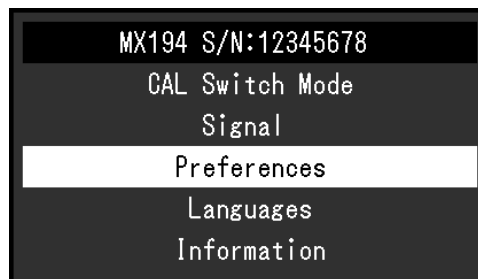 MX194 S/N:12345678
CAL Switch Mode
Signal
Preferences
Languages
Information